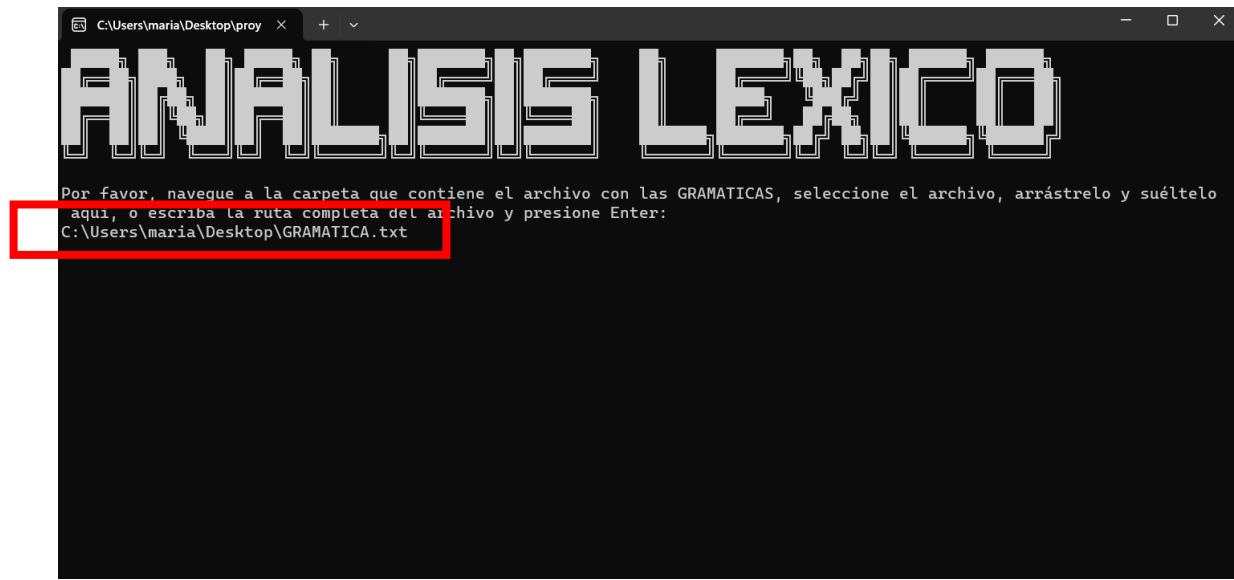 C:\Users\maria\Desktop\proy
ANALISIS LEXICO
Por favor, navegue a la carpeta que contiene el archivo con las GRAMATICAS, seleccione el archivo, arrástrelo y suéltelo
aquí, o escriba la ruta completa del archivo y presione Enter:
C:\Users\maria\Desktop\GRAMATICA.txt